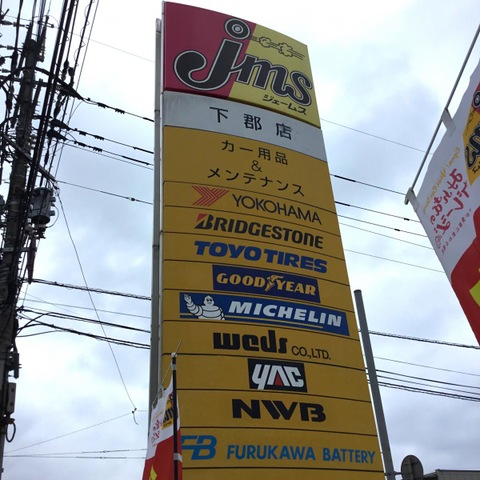 jms
ジェームス
下郡店
カー用品
&
メンテナンス
YOKOHAMA
BRIDGESTONE
TOYO TIRES
GOODYEAR
MICHELIN
weds CO.,LTD.
YAC
NWB
FB FURUKAWA BATTERY